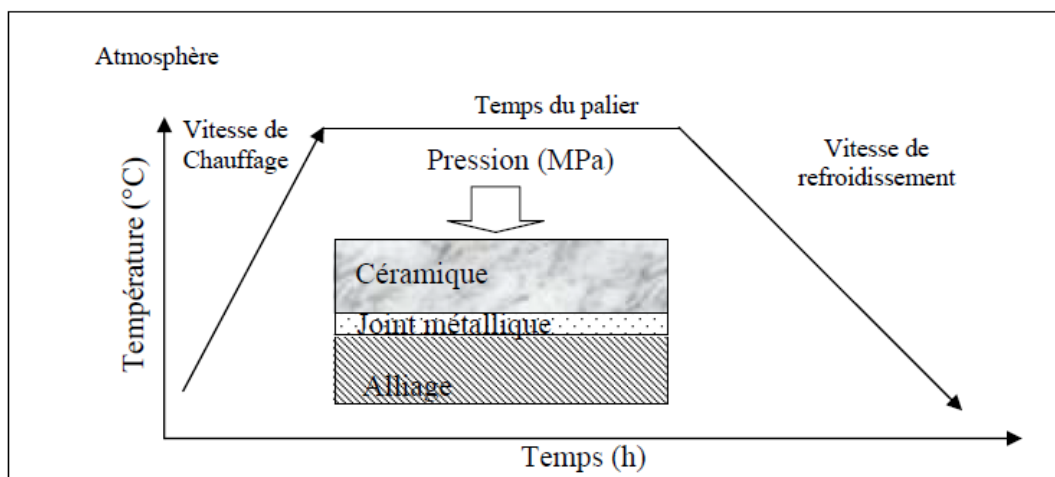 Atmosphère
Temps du palier
Vitesse de
Chauffage
Pression (MPa)
Vitesse de
refroidissement
Température (°C)
Céramique
Joint métallique
Alliage
Temps (h)